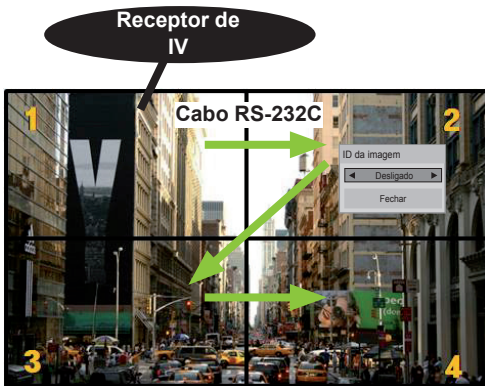 Receptor de
IV
1
Cabo RS-232C
2
ID da imagem
Desligado
Fechar
3
4